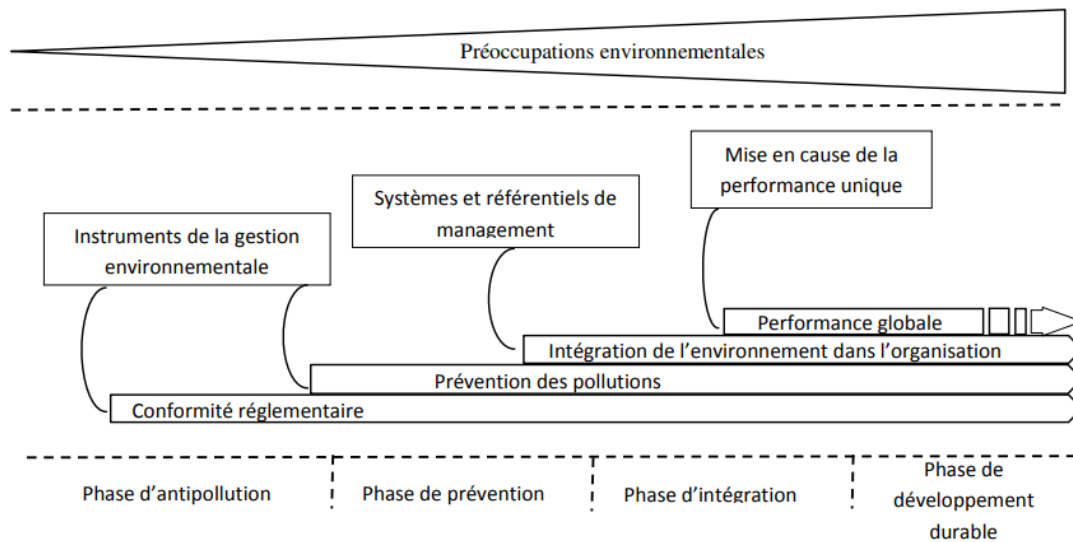 Préoccupations environnementales
Mise en cause de la
performance unique
Systèmes et référentiels de
management
Instruments de la gestion
environnementale
Performance globale
Intégration de l’environnement dans l’organisation
Prévention des pollutions
Conformité réglementaire
Phase d’antipollution
Phase de prévention
Phase d’intégration
Phase de
développement
durable